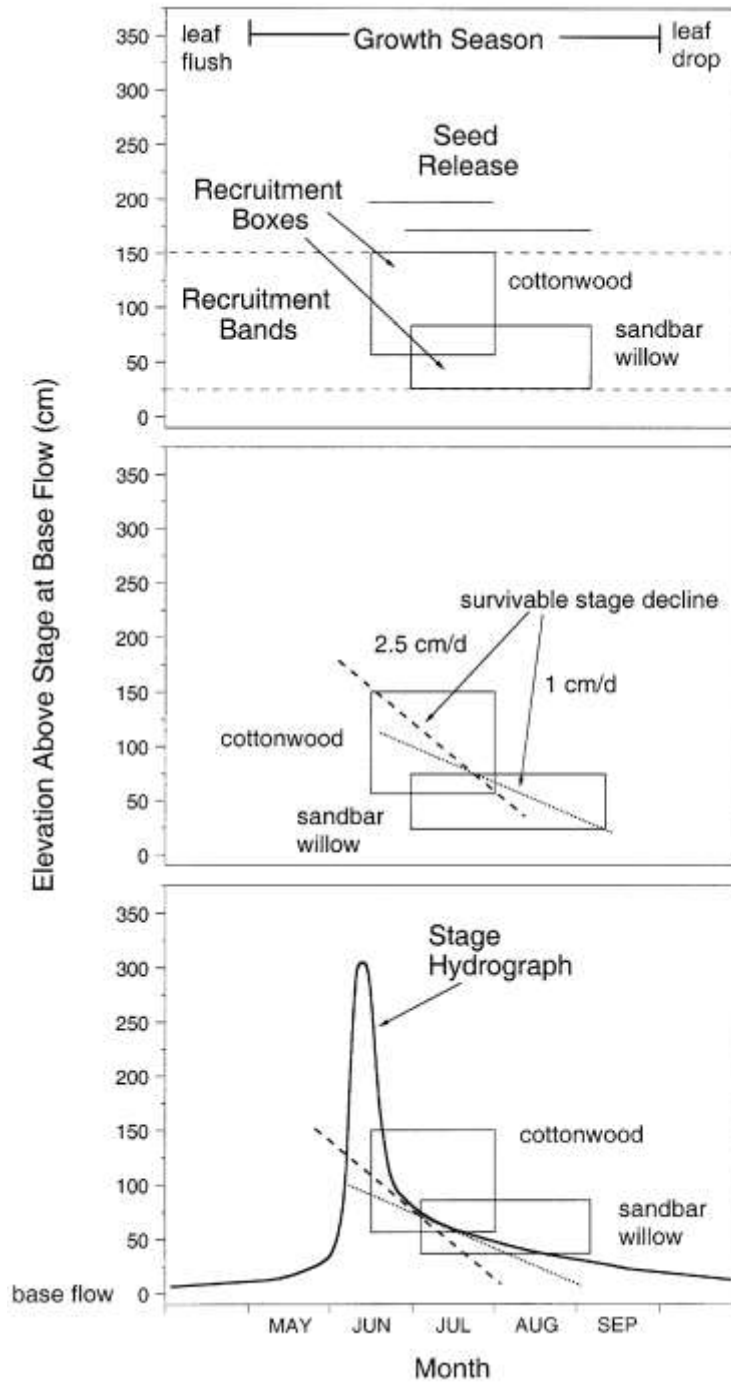 Elevation Above Stage at Base Flow (cm)
350
300
250
200
150
100
50
0
leaf
flush
Growth Season
leaf
drop
Seed
Release
Recruitment
Boxes
Recruitment
Bands
cottonwood
sandbar
willow
350
300
250
200
150
100
50
0
survivable stage decline
2.5 cm/d
1 cm/d
cottonwood
sandbar
willow
350
300
250
200
150
100
50
0
base flow
Stage
Hydrograph
cottonwood
sandbar
willow
MAY JUN JUL AUG SEP
Month